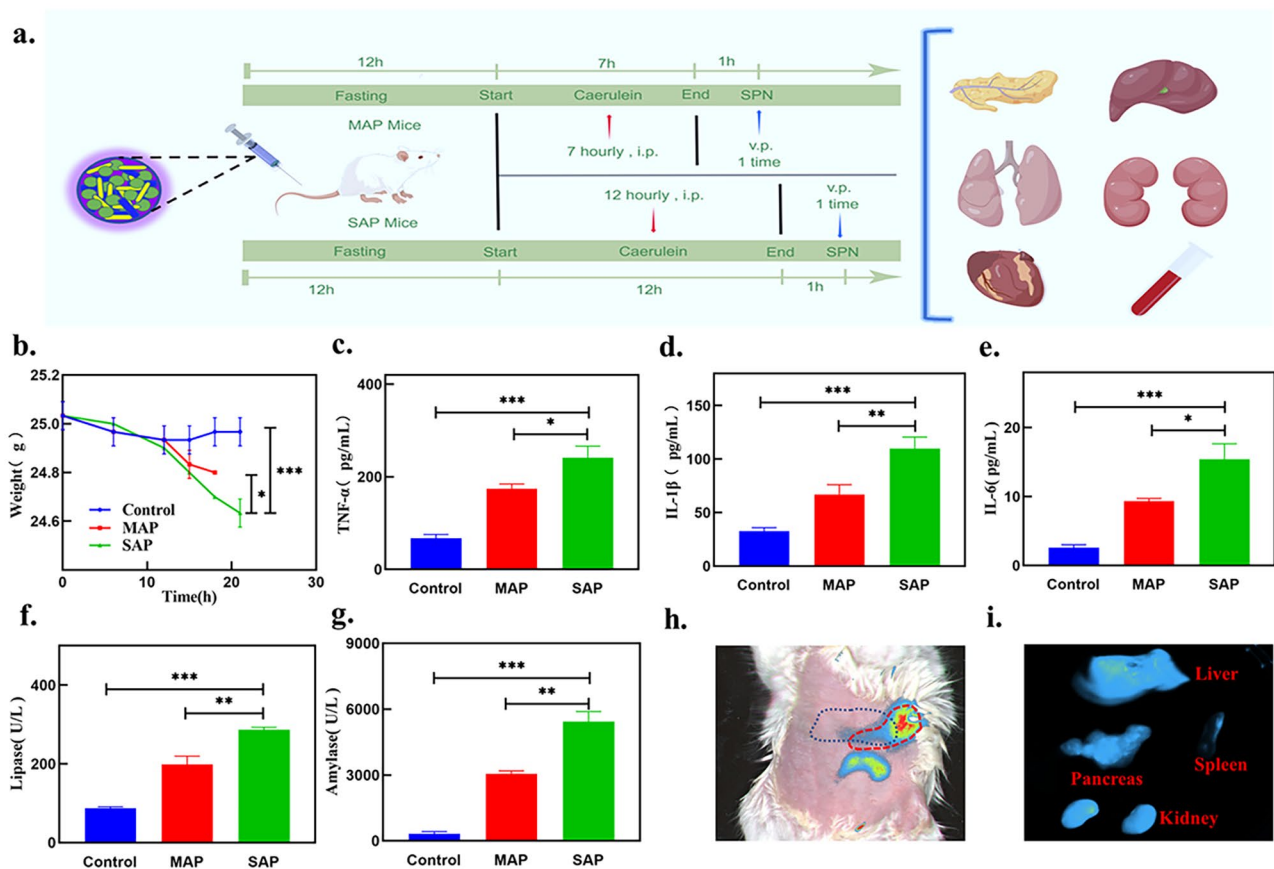 a.
12h 7h 1h
Fasting Start Caerulein End SPN
MAP Mice
7 hourly , i.p.
v.p.
1 time
12 hourly , i.p.
v.p.
1 time
SAP Mice
Fasting Start Caerulein End SPN
12h 12h 1h
b.
25.2
25.0
24.8
24.6
Weight( g)
Control
MAP
SAP
*
***
0 10 20 30
Time(h)
c.
400
200
0
TNF-α( pg/mL)
***
*
Control MAP SAP
d.
150
100
50
0
IL-1β( pg/mL)
***
**
Control MAP SAP
e.
20
10
0
IL-6( pg/mL)
***
*
Control MAP SAP
f.
400
200
0
Lipase( U/L)
***
**
Control MAP SAP
g.
9000
6000
3000
0
Amylase( U/L)
***
**
Control MAP SAP
h.
i.
Liver
Pancreas
Spleen
Kidney